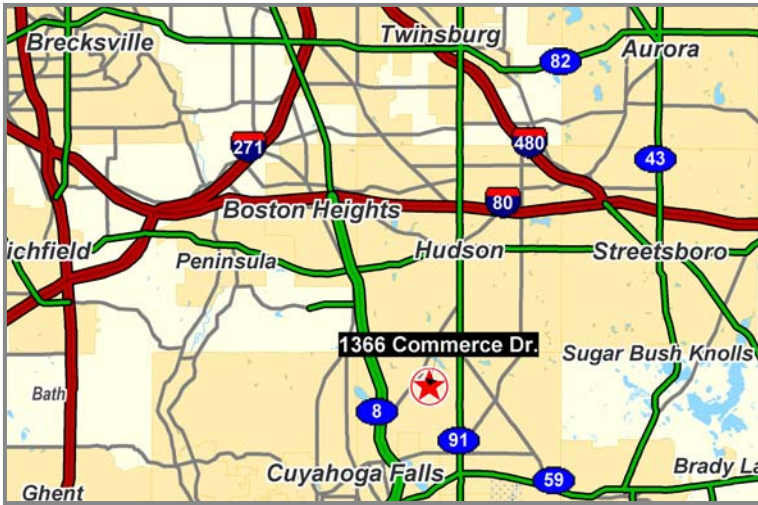 Brecksville
Twinsburg
Aurora
82
271
480
43
80
Boston Heights
ichfield
Peninsula
Hudson
Streetsboro
1366 Commerce Dr.
Sugar Bush Knolls
Bath
8
91
Cuyahoga Falls
59
Brady La
Ghent